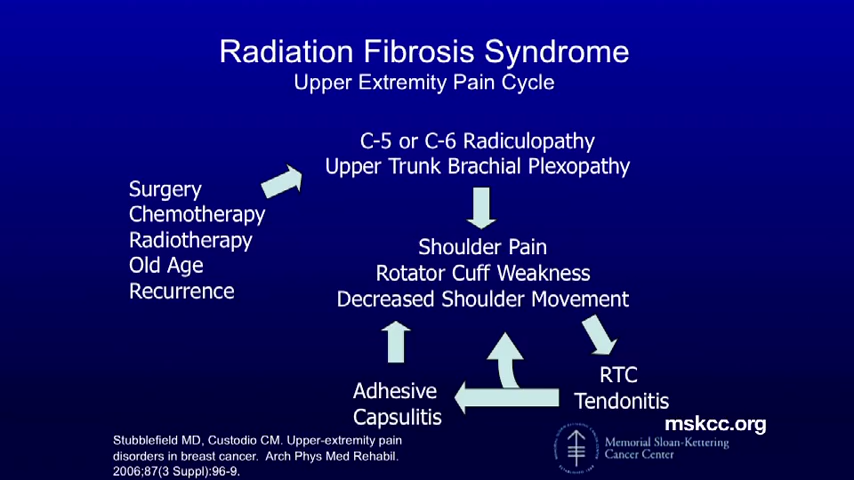 Radiation Fibrosis Syndrome
Upper Extremity Pain Cycle
C-5 or C-6 Radiculopathy
Upper Trunk Brachial Plexopathy
Surgery
Chemotherapy
Radiotherapy
Old Age
Recurrence
Shoulder Pain
Rotator Cuff Weakness
Decreased Shoulder Movement
RTC
Tendonitis
Adhesive
Capsulitis
mskcc.org
Stubblefield MD, Custodio CM. Upper-extremity pain
disorders in breast cancer. Arch Phys Med Rehabil.
2006;87(3 Suppl):96-9.
Memorial Sloan-Kettering
Cancer Center